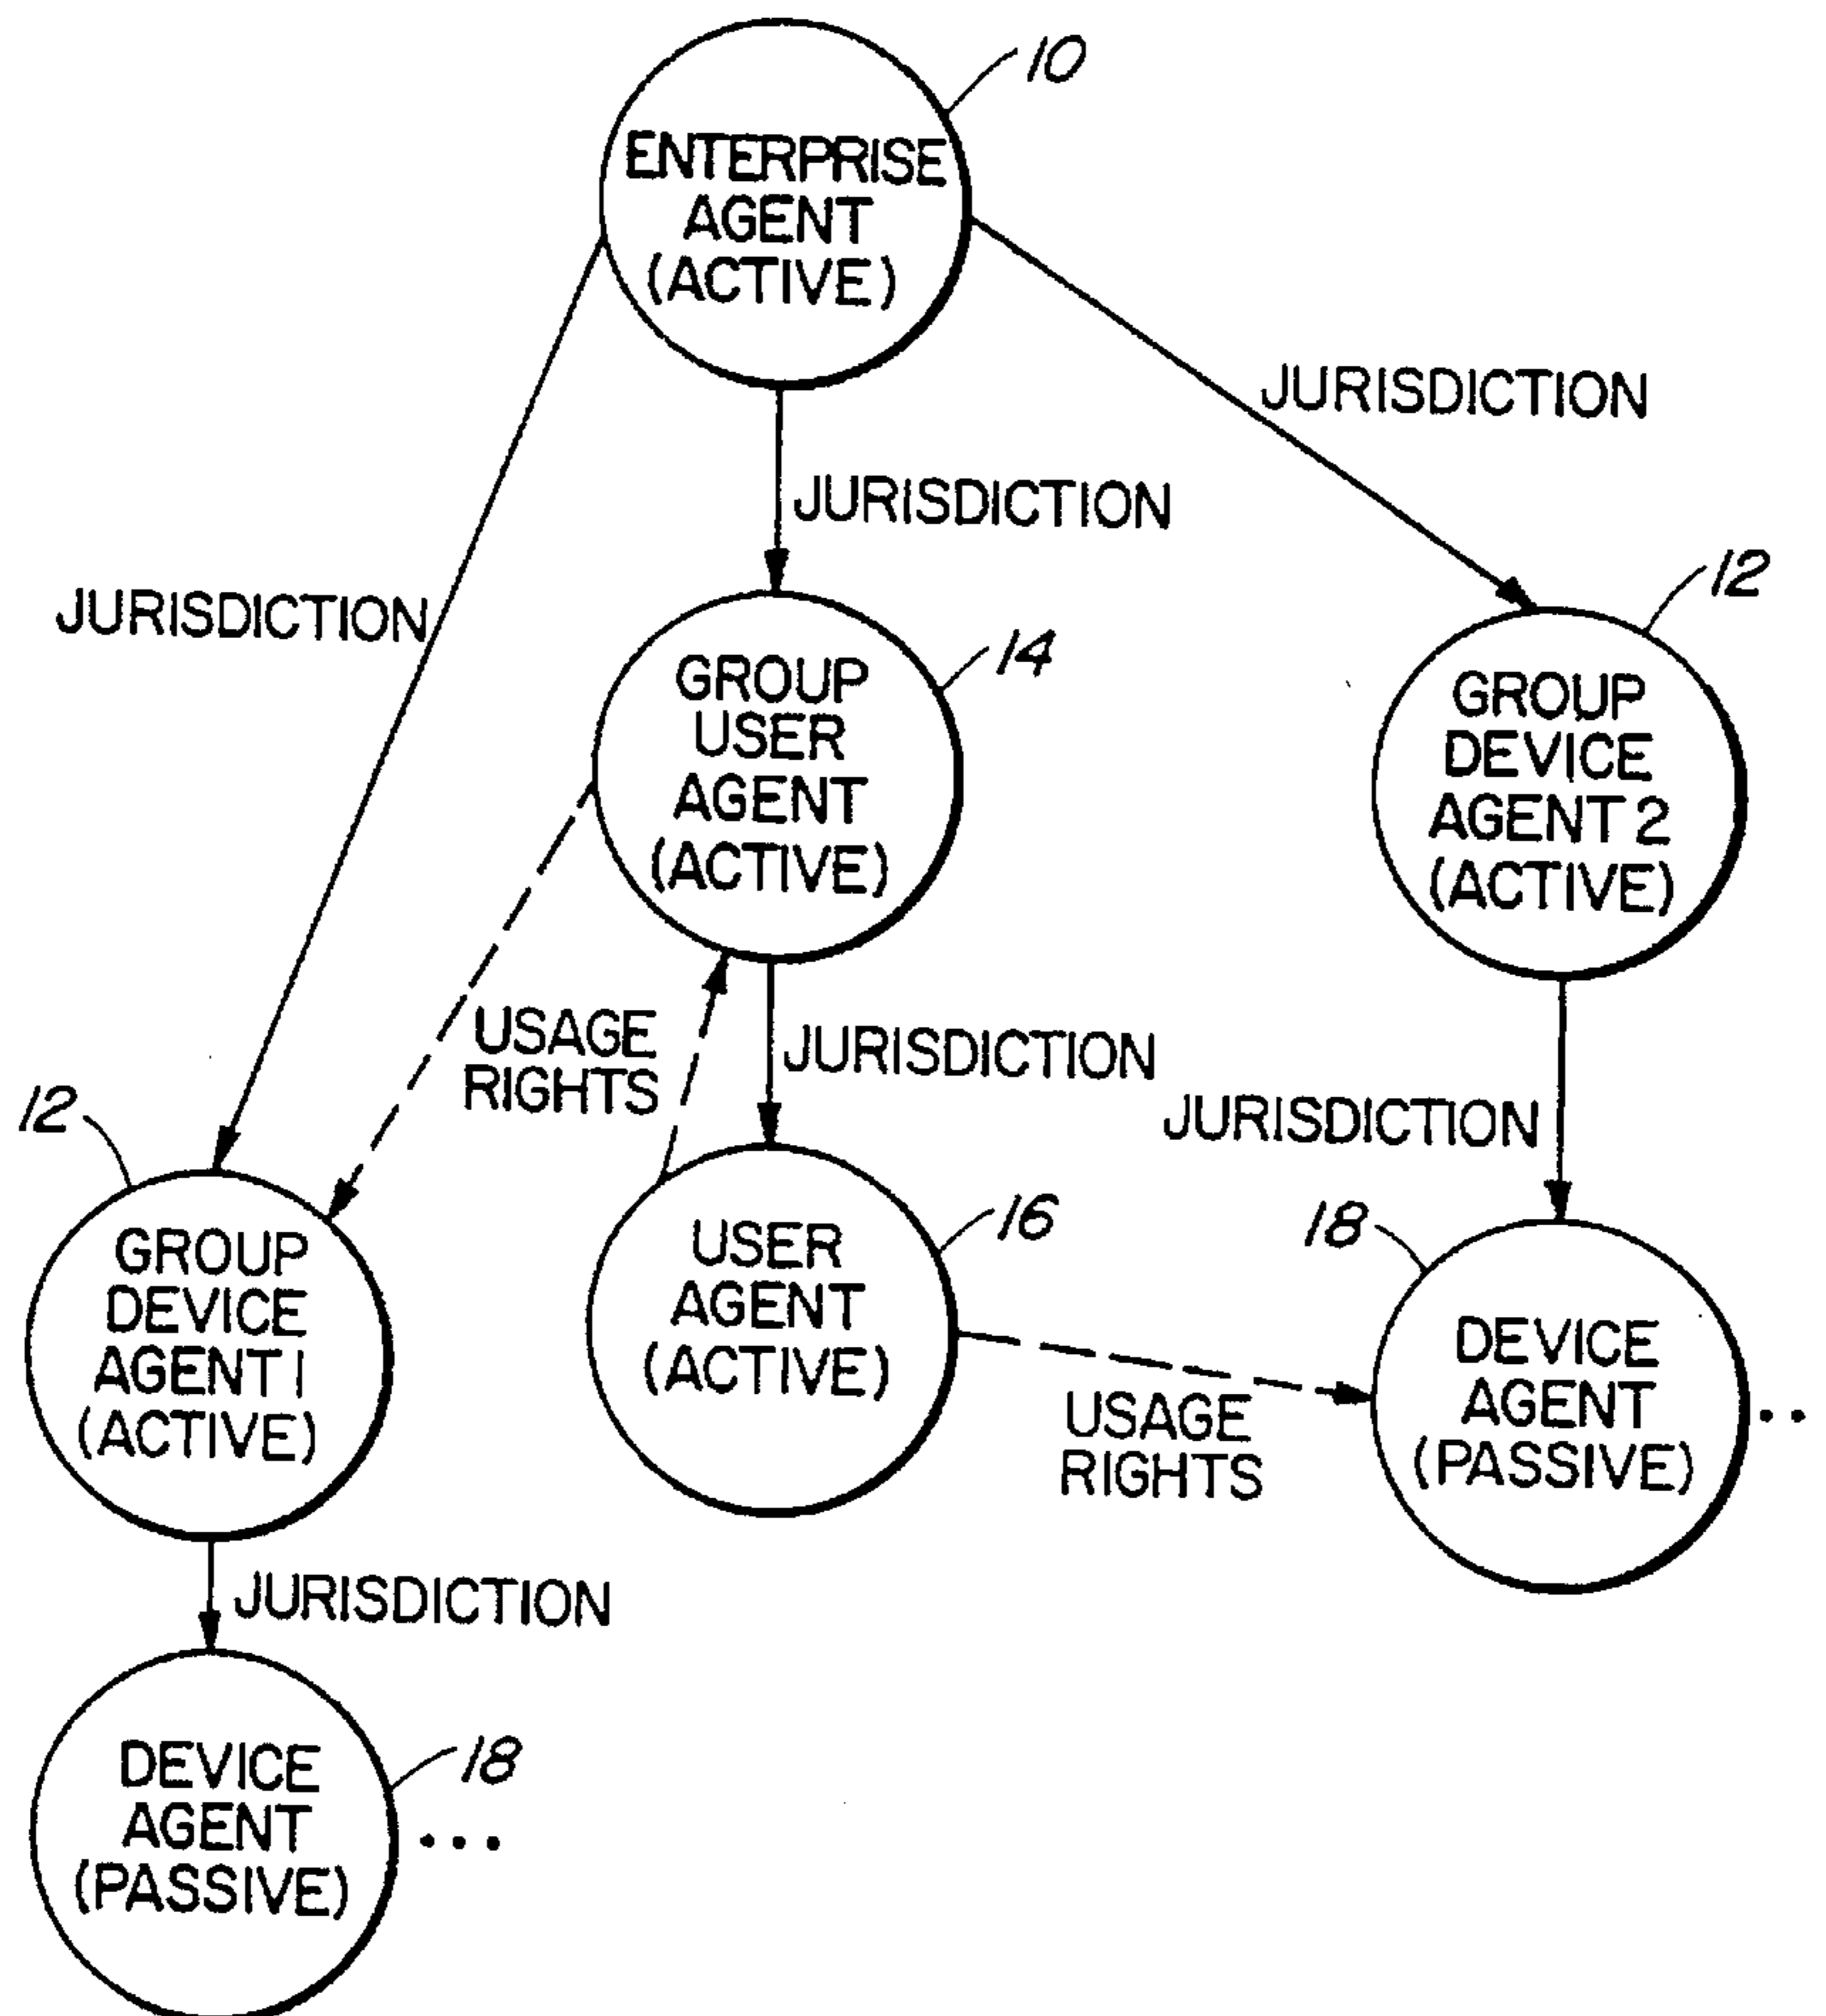 10
ENTERPRISE
AGENT
(ACTIVE)
JURISDICTION
JURISDICTION
JURISDICTION
12
14
GROUP
USER
AGENT
(ACTIVE)
GROUP
DEVICE
AGENT 2
(ACTIVE)
USAGE
RIGHTS
JURISDICTION
JURISDICTION
12
GROUP
DEVICE
AGENT 1
(ACTIVE)
16
USER
AGENT
(ACTIVE)
18
DEVICE
AGENT
(PASSIVE)
..
USAGE
RIGHTS
JURISDICTION
18
DEVICE
AGENT
(PASSIVE)
...